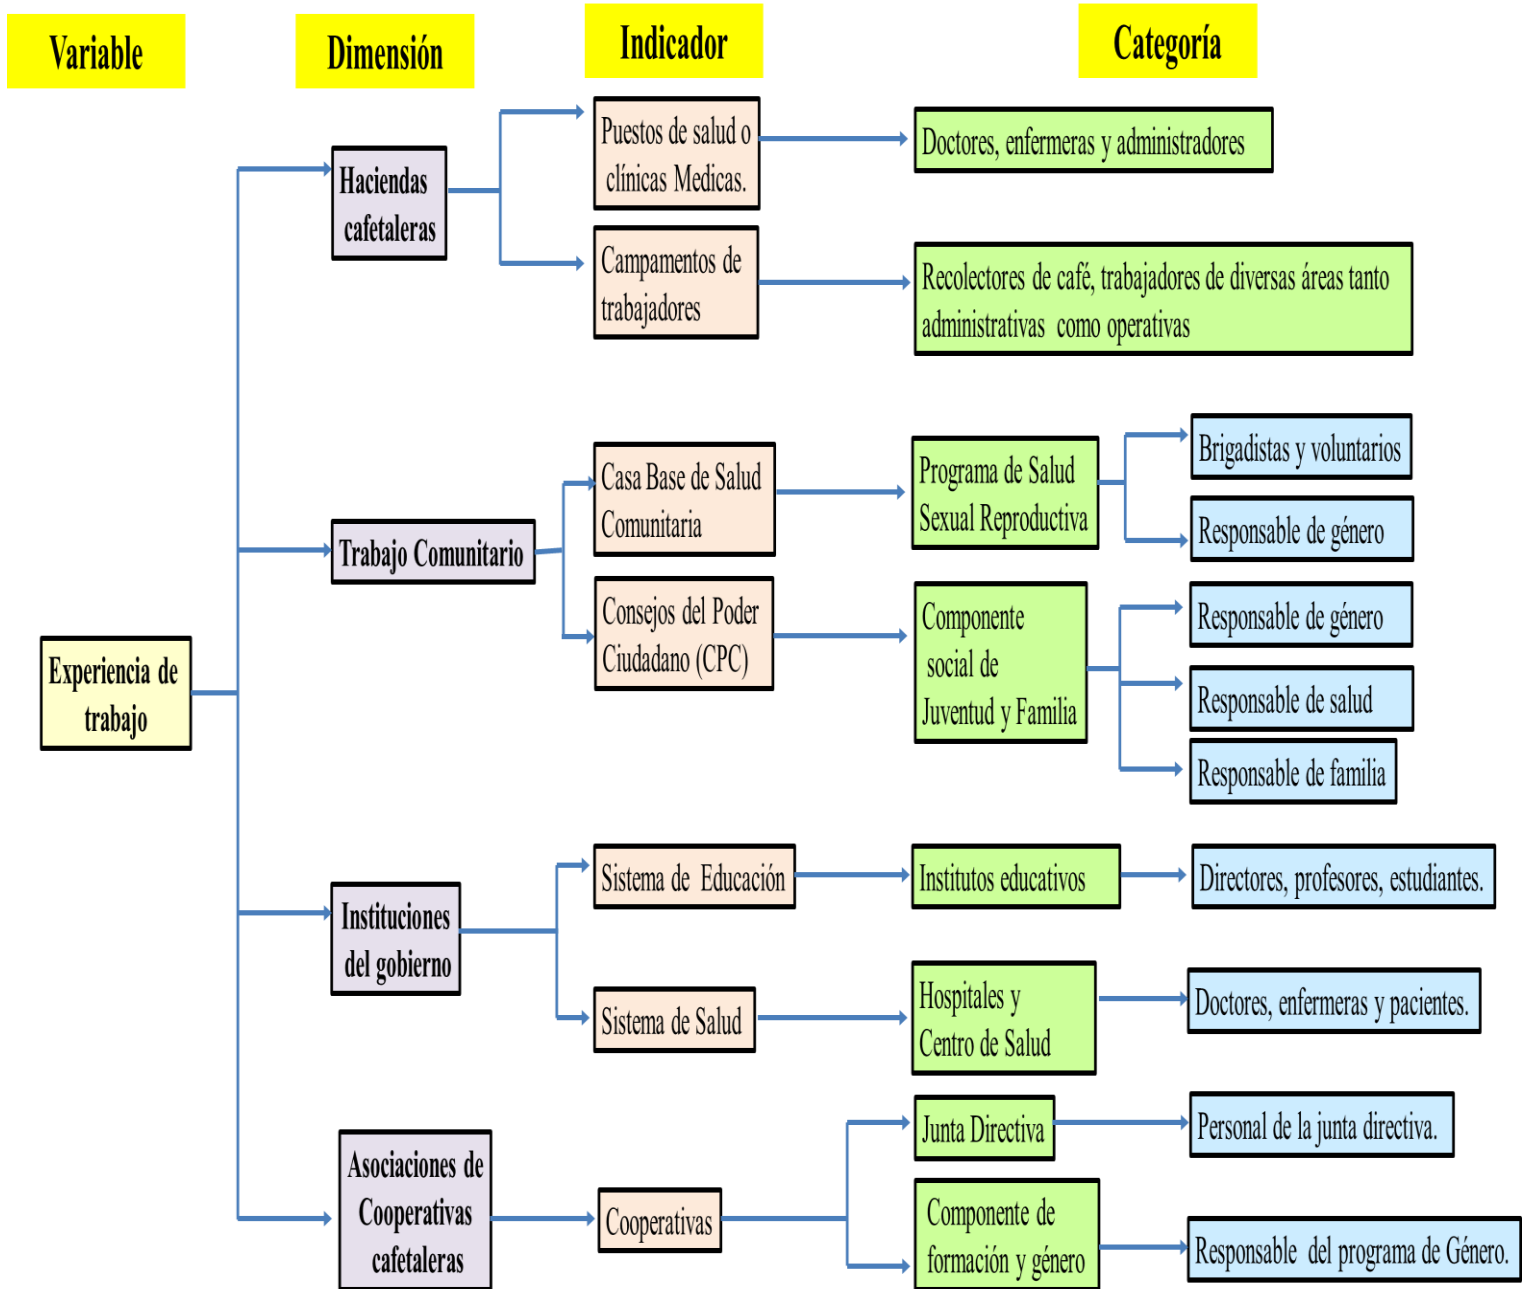 Variable
Dimensión
Indicador
Categoría
Experiencia de
trabajo
Haciendas
cafetaleras
Puestos de salud o
clínicas Medicas.
Doctores, enfermeras y administradores
Campamentos de
trabajadores
Recolectores de café, trabajadores de diversas áreas tanto
administrativas como operativas
Trabajo Comunitario
Casa Base de Salud
Comunitaria
Programa de Salud
Sexual Reproductiva
Brigadistas y voluntarios
Responsable de género
Consejos del Poder
Ciudadano (CPC)
Componente
social de
Juventud y Familia
Responsable de género
Responsable de salud
Responsable de familia
Instituciones
del gobierno
Sistema de Educación
Institutos educativos
Directores, profesores, estudiantes.
Sistema de Salud
Hospitales y
Centro de Salud
Doctores, enfermeras y pacientes.
Asociaciones de
Cooperativas
cafetaleras
Cooperativas
Junta Directiva
Personal de la junta directiva.
Componente de
formación y género
Responsable del programa de Género.